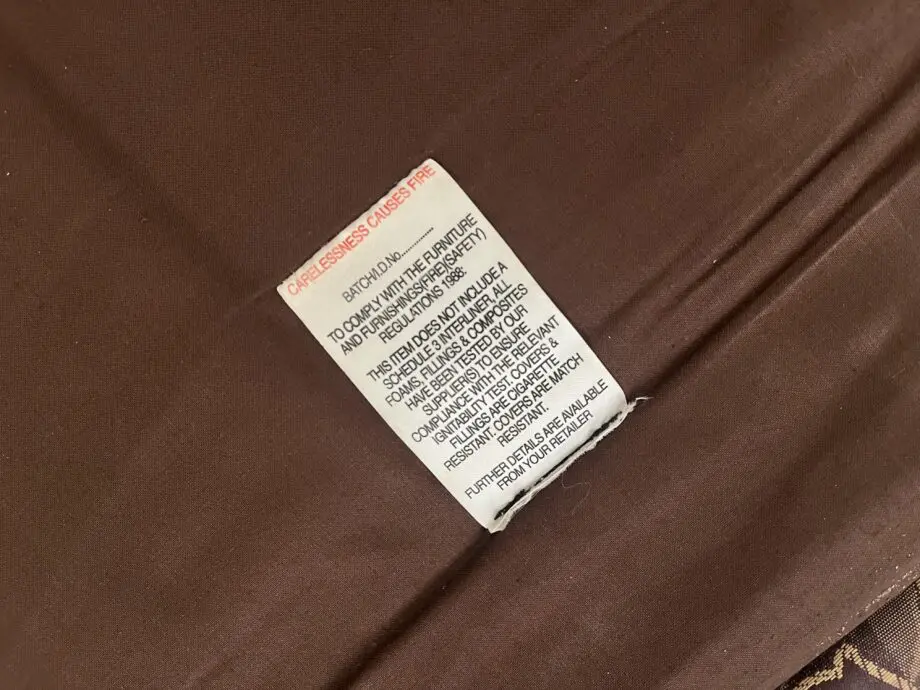 CARELESSNESS CAUSES FIRE
BATCH/I.D.No..............
TO COMPLY WITH THE FURNITURE
AND FURNISHINGS(FIRE)(SAFETY)
REGULATIONS 1988:
THIS ITEM DOES NOT INCLUDE A
SCHEDULE 3 INTERLINER, ALL
FOAMS, FILLINGS & COMPOSITES
HAVE BEEN TESTED BY OUR
SUPPLIER(S) TO ENSURE
COMPLIANCE WITH THE RELEVANT
IGNITABILITY TEST. COVERS &
FILLINGS ARE CIGARETTE
RESISTANT. COVERS ARE MATCH
RESISTANT.
FURTHER DETAILS ARE AVAILABLE
FROM YOUR RETAILER